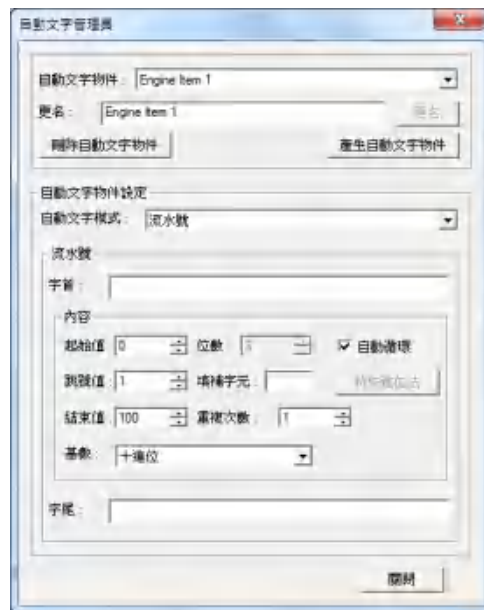 自動文字管理員
自動文字物件： Engine Item 1
更名： Engine Item 1 更名
刪除自動文字物件 產生自動文字物件
自動文字物件設定
自動文字模式： 流水號
流水號
字首：
內容
起始值 0 位數 自動循環
跳號值： 1 填補字元：
結束值： 100 重複次數： 1
基數： 十進位
字尾：
關閉